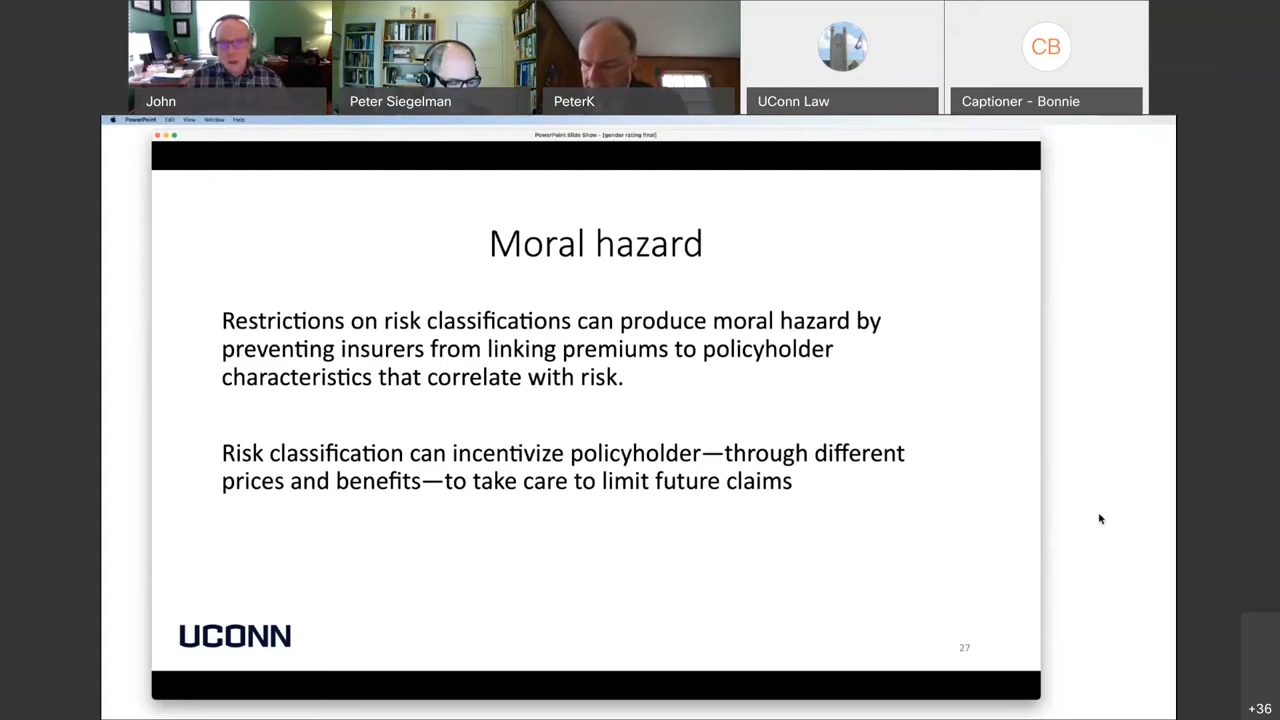 John
Peter Siegelman
PeterK
UConn Law
CB
Captioner - Bonnie
PowerPoint Edit View Window Help
PowerPoint Slide Show - [gender rating final]
Moral hazard
Restrictions on risk classifications can produce moral hazard by
preventing insurers from linking premiums to policyholder
characteristics that correlate with risk.
Risk classification can incentivize policyholder—through different
prices and benefits—to take care to limit future claims
UCONN
27
+36